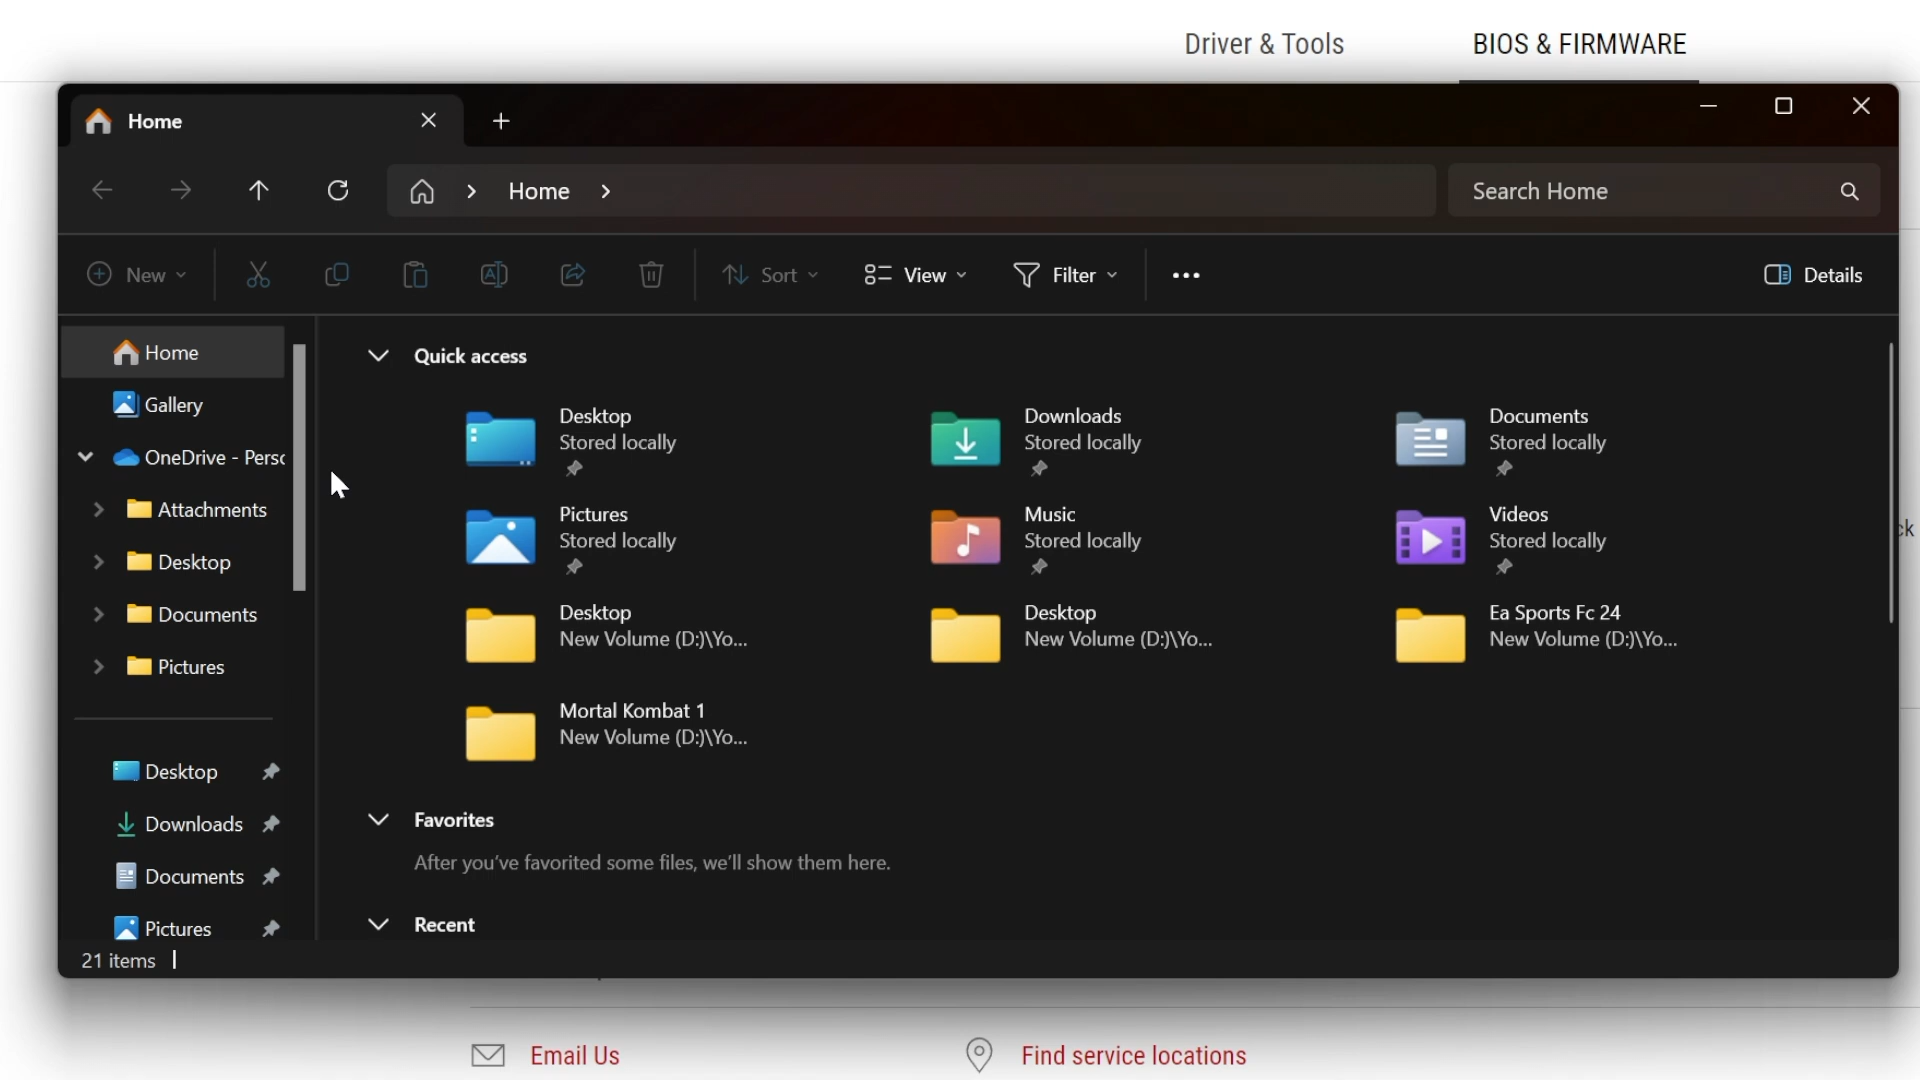 Driver & Tools
BIOS & FIRMWARE
Home
Home
Search Home
New
Sort
View
Filter
Details
Home
Gallery
OneDrive - Perso
Attachments
Desktop
Documents
Pictures
Desktop
Downloads
Documents
Pictures
Quick access
Desktop
Stored locally
Downloads
Stored locally
Documents
Stored locally
Pictures
Stored locally
Music
Stored locally
Videos
Stored locally
Desktop
New Volume (D:)\Yo...
Desktop
New Volume (D:)\Yo...
Ea Sports Fc 24
New Volume (D:)\Yo...
Mortal Kombat 1
New Volume (D:)\Yo...
Favorites
After you've favorited some files, we'll show them here.
Recent
21 items
Email Us
Find service locations